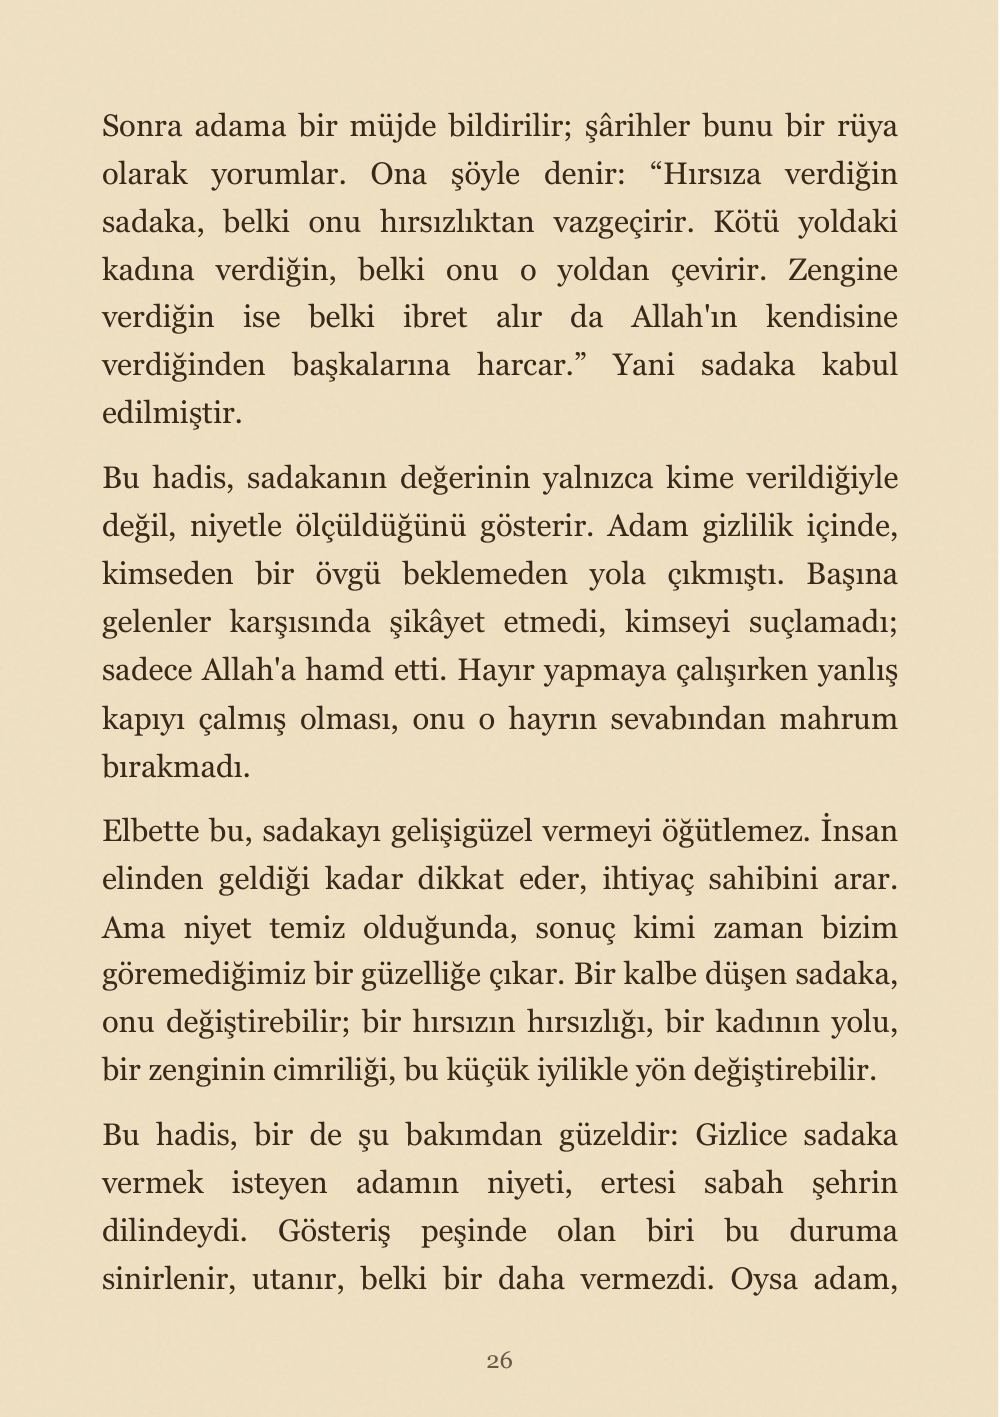 Sonra adama bir müjde bildirilir; şârihler bunu bir rüya
olarak yorumlar. Ona şöyle denir: “Hırsıza verdiğin
sadaka, belki onu hırsızlıktan vazgeçirir. Kötü yoldaki
kadına verdiğin, belki onu o yoldan çevirir. Zengine
verdiğin ise belki ibret alır da Allah'ın kendisine
verdiğinden başkalarına harcar.” Yani sadaka kabul
edilmiştir.
Bu hadis, sadakanın değerinin yalnızca kime verildiğiyle
değil, niyetle ölçüldüğünü gösterir. Adam gizlilik içinde,
kimseden bir övgü beklemeden yola çıkmıştı. Başına
gelenler karşısında şikâyet etmedi, kimseyi suçlamadı;
sadece Allah'a hamd etti. Hayır yapmaya çalışırken yanlış
kapıyı çalmış olması, onu o hayrın sevabından mahrum
bırakmadı.
Elbette bu, sadakayı gelişigüzel vermeyi öğütlemez. İnsan
elinden geldiği kadar dikkat eder, ihtiyaç sahibini arar.
Ama niyet temiz olduğunda, sonuç kimi zaman bizim
göremediğimiz bir güzelliğe çıkar. Bir kalbe düşen sadaka,
onu değiştirebilir; bir hırsızın hırsızlığı, bir kadının yolu,
bir zenginin cimriliği, bu küçük iyilikle yön değiştirebilir.
Bu hadis, bir de şu bakımdan güzeldir: Gizlice sadaka
vermek isteyen adamın niyeti, ertesi sabah şehrin
dilindeydi. Gösteriş peşinde olan biri bu duruma
sinirlenir, utanır, belki bir daha vermezdi. Oysa adam,
26